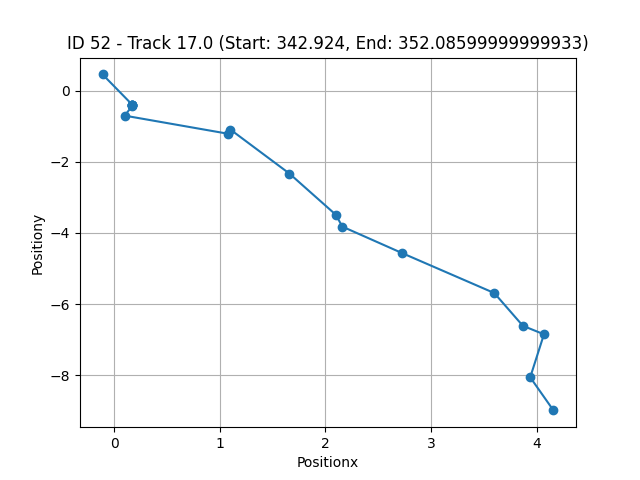 ID 52 - Track 17.0 (Start: 342.924, End: 352.08599999999933)
0
−2
−4
−6
−8
Positiony
0 1 2 3 4
Positionx